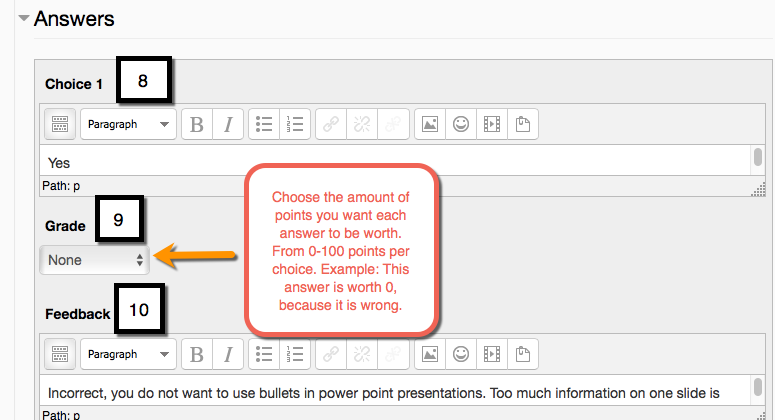 Answers
Choice 1 8
Paragraph B I
Yes
Path: p
Grade 9
None
Choose the amount of
points you want each
answer to be worth.
From 0-100 points per
choice. Example: This
answer is worth 0,
because it is wrong.
Feedback 10
Paragraph B I
Incorrect, you do not want to use bullets in power point presentations. Too much information on one slide is
Path: p